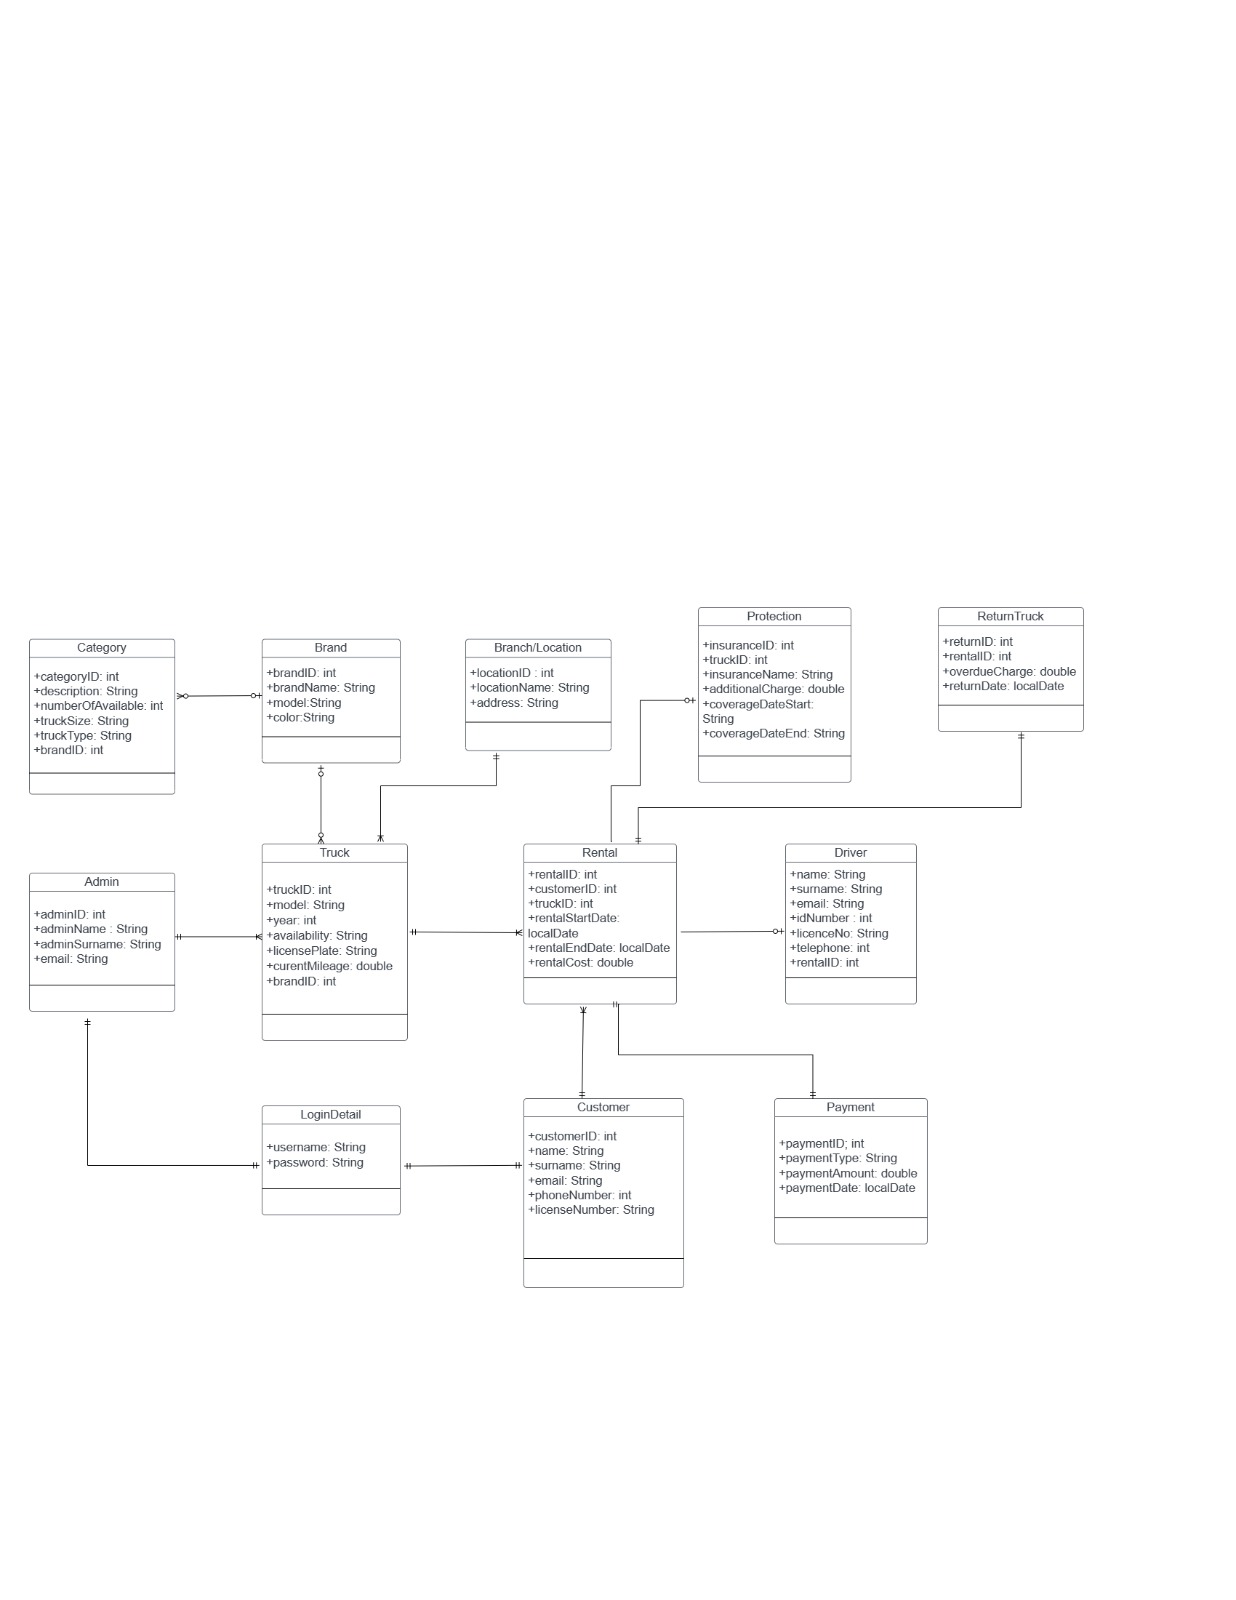 Protection
+insuranceID: int
+truckID: int
+insuranceName: String
+additionalCharge: double
+coverageDateStart:
String
+coverageDateEnd: String
ReturnTruck
+returnID: int
+rentalID: int
+overdueCharge: double
+returnDate: localDate
Category
+categoryID: int
+description: String
+numberOfAvailable: int
+truckSize: String
+truckType: String
+brandID: int
Brand
+brandID: int
+brandName: String
+model:String
+color:String
Branch/Location
+locationID : int
+locationName: String
+address: String
Truck
+truckID: int
+model: String
+year: int
+availability: String
+licensePlate: String
+curentMileage: double
+brandID: int
Rental
+rentalID: int
+customerID: int
+truckID: int
+rentalStartDate:
localDate
+rentalEndDate: localDate
+rentalCost: double
Driver
+name: String
+surname: String
+email: String
+idNumber : int
+licenceNo: String
+telephone: int
+rentalID: int
Admin
+adminID: int
+adminName : String
+adminSurname: String
+email: String
LoginDetail
+username: String
+password: String
Customer
+customerID: int
+name: String
+surname: String
+email: String
+phoneNumber: int
+licenseNumber: String
Payment
+paymentID; int
+paymentType: String
+paymentAmount: double
+paymentDate: localDate